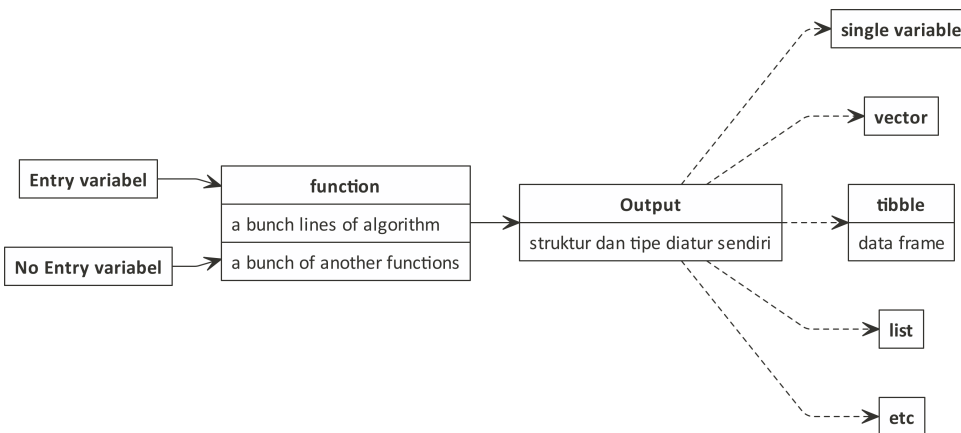 Entry variabel
No Entry variabel
function
a bunch lines of algorithm
a bunch of another functions
Output
struktur dan tipe diatur sendiri
single variable
vector
tibble
data frame
list
etc